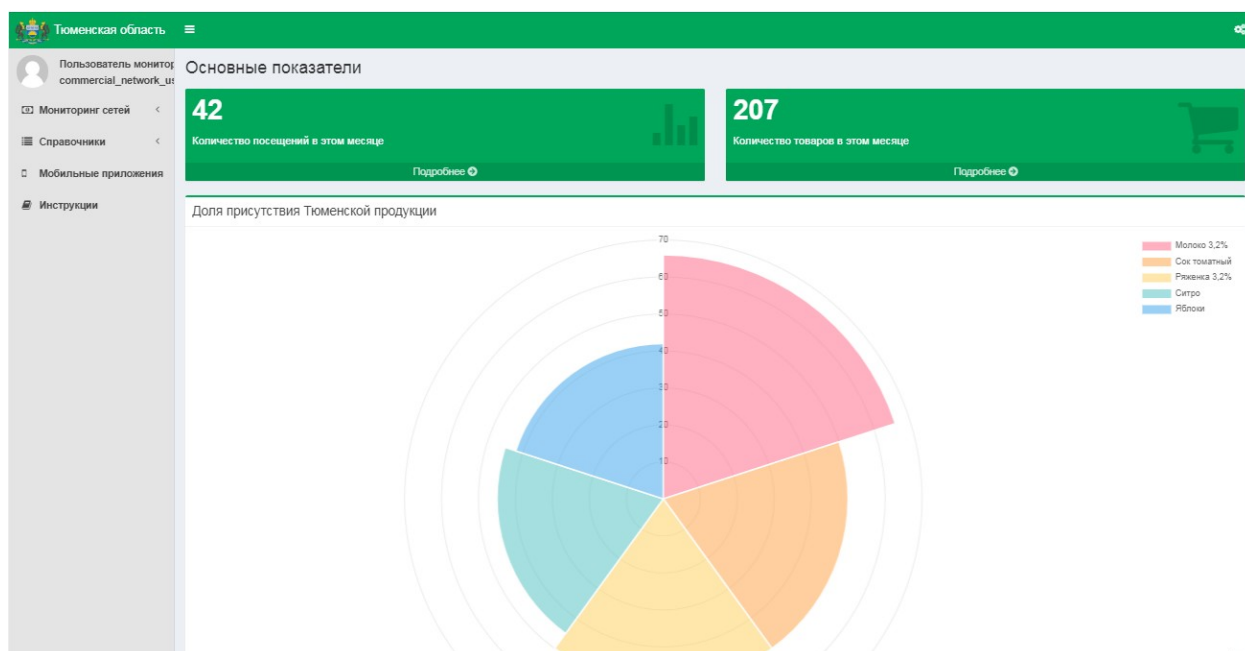 Тюменская область
Пользователь монитор
commercial_network_us
Мониторинг сетей
Справочники
Мобильные приложения
Инструкции
Основные показатели
42
Количество посещений в этом месяце
Подробнее
207
Количество товаров в этом месяце
Подробнее
Доля присутствия Тюменской продукции
70
60
50
40
30
20
10
Молоко 3,2%
Сок томатный
Ряженка 3,2%
Ситро
Яблоки